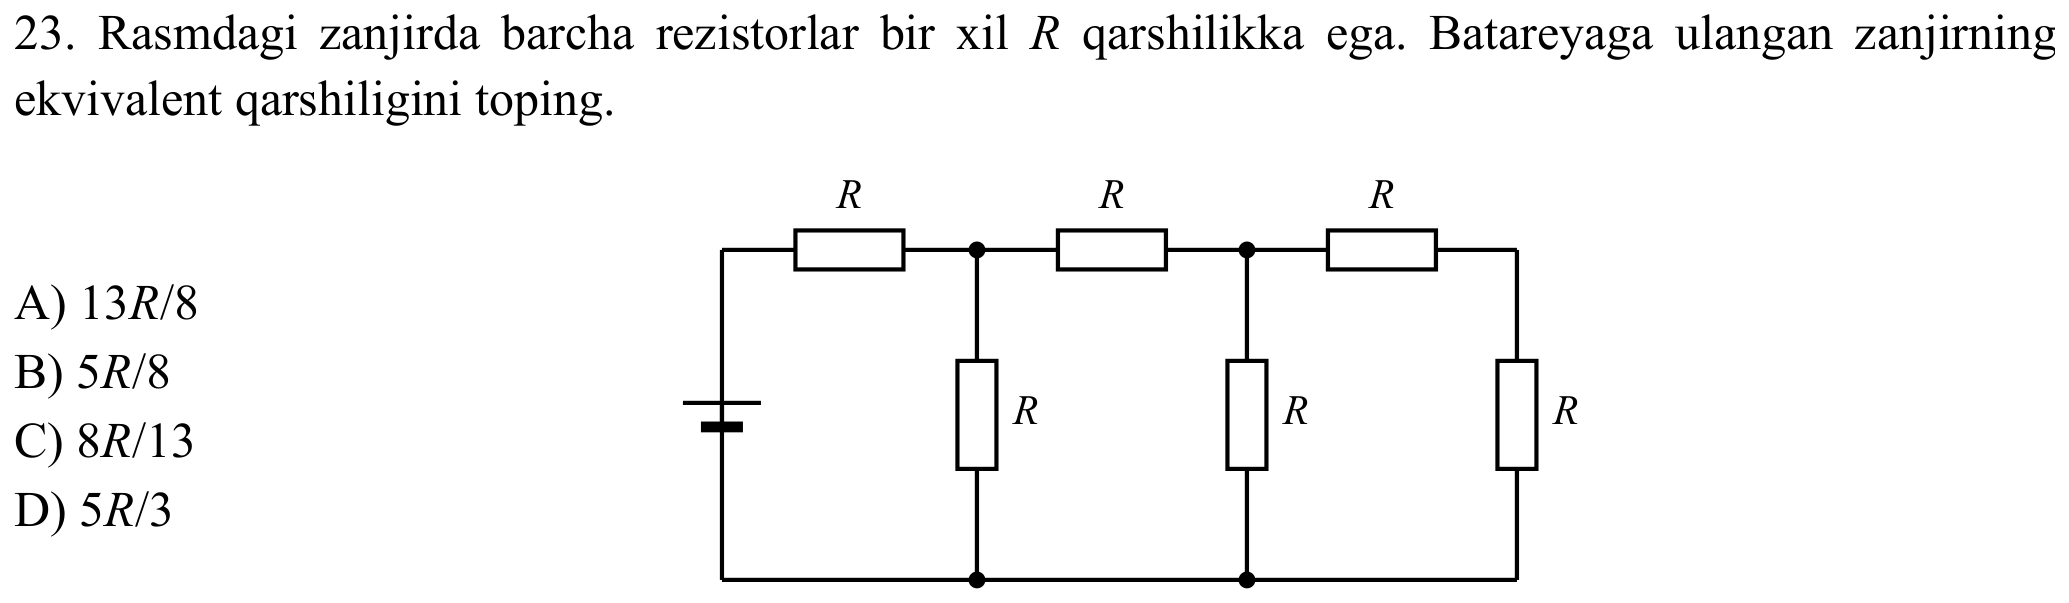 23. Rasmdagi zanjirda barcha rezistorlar bir xil R qarshilikka ega. Batareyaga ulangan zanjirning
ekvivalent qarshiligini toping.
R R R
A) 13R/8
B) 5R/8
R R R
C) 8R/13
D) 5R/3